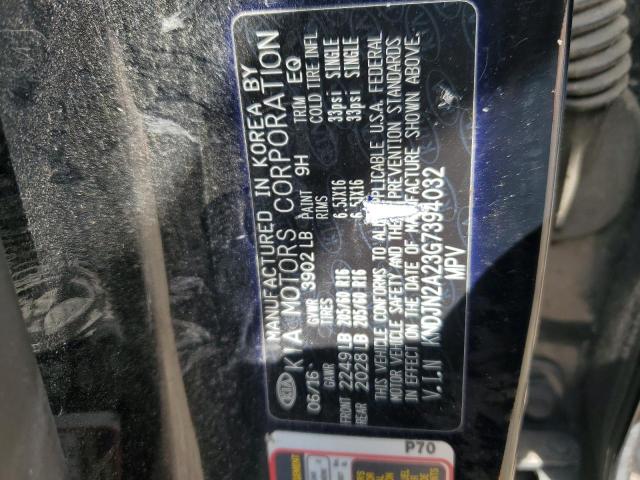 MANUFACTURED IN KOREA BY
KIA MOTORS CORPORATION
KIA
06/16 GVWR 3902 LB PAINT 9H TRIM EQ
GAWR TIRES RIMS COLD TIRE INFL
FRONT 2249 LB 205/60 R16 6.5JX16 33psi SINGLE
REAR 2028 LB 205/60 R16 6.5JX16 33psi SINGLE
THIS VEHICLE CONFORMS TO APPLICABLE U.S.A. FEDERAL
MOTOR VEHICLE SAFETY AND PREVENTION STANDARDS
IN EFFECT ON THE DATE OF MANUFACTURE SHOWN ABOVE.
V.I.N KNDJN2A23G7394032
MPV
P70